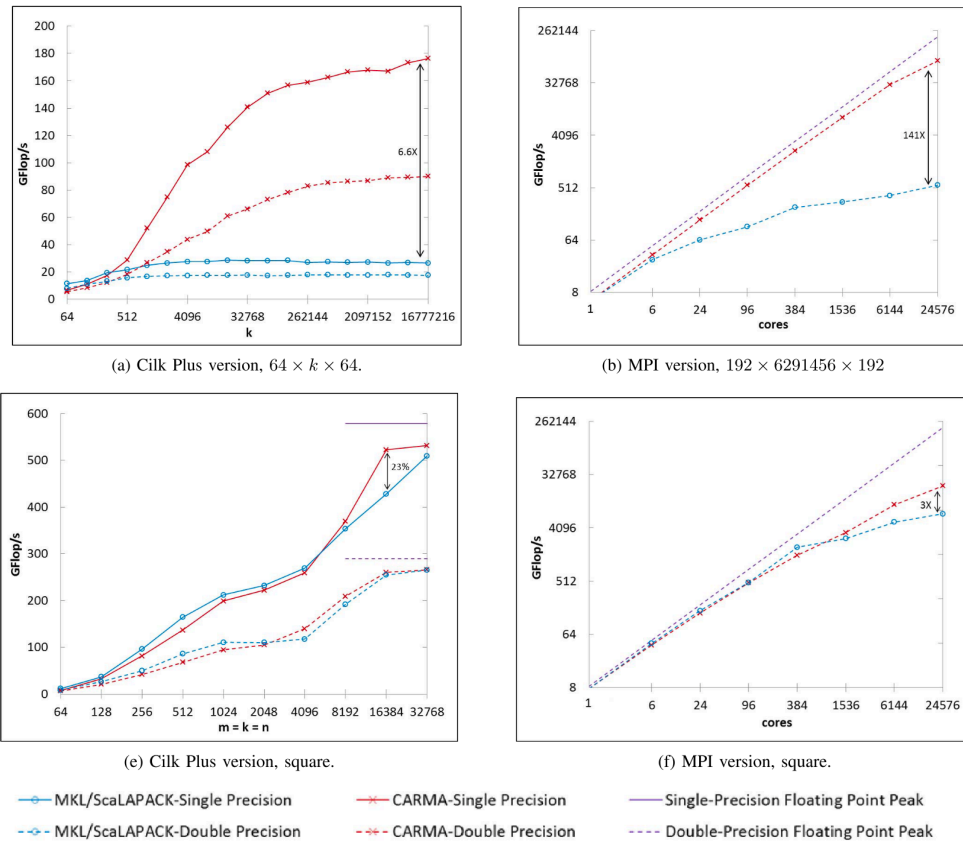 200
180
160
140
120
100
80
60
40
20
0
GFlop/s
6.6X
64 512 4096 32768 262144 2097152 16777216
k
(a) Cilk Plus version, 64 × k × 64.
262144
32768
4096
512
64
8
GFlop/s
141X
1 6 24 96 384 1536 6144 24576
cores
(b) MPI version, 192 × 6291456 × 192
600
500
400
300
200
100
0
GFlop/s
23%
64 128 256 512 1024 2048 4096 8192 16384 32768
m = k = n
(e) Cilk Plus version, square.
262144
32768
4096
512
64
8
GFlop/s
3X
1 6 24 96 384 1536 6144 24576
cores
(f) MPI version, square.
MKL/ScaLAPACK-Single Precision CARMA-Single Precision Single-Precision Floating Point Peak
MKL/ScaLAPACK-Double Precision CARMA-Double Precision Double-Precision Floating Point Peak